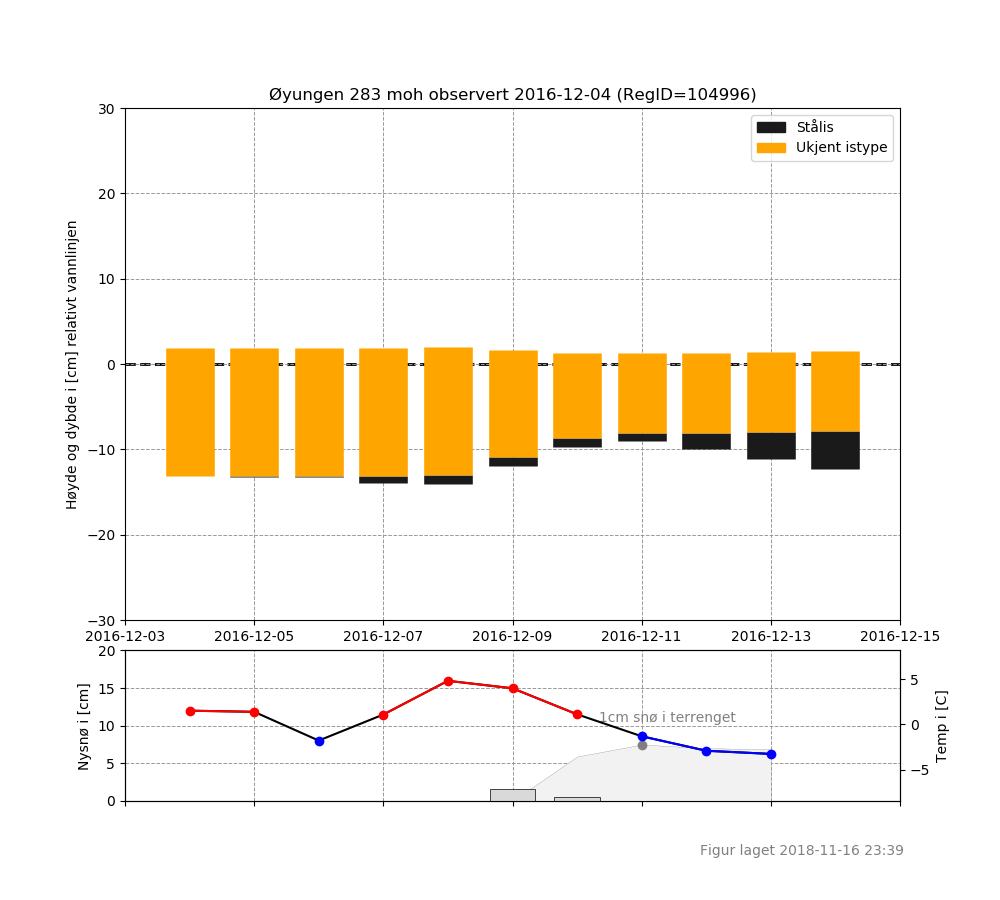 Øyungen 283 moh observert 2016-12-04 (RegID=104996)
Stålis
Ukjent istype
Høyde og dybde i [cm] relativt vannlinjen
30
20
10
0
−10
−20
−30
2016-12-03 2016-12-05 2016-12-07 2016-12-09 2016-12-11 2016-12-13 2016-12-15
Nysnø i [cm]
20
15
10
5
0
1cm snø i terrenget
5
0
−5
Temp i [C]
Figur laget 2018-11-16 23:39